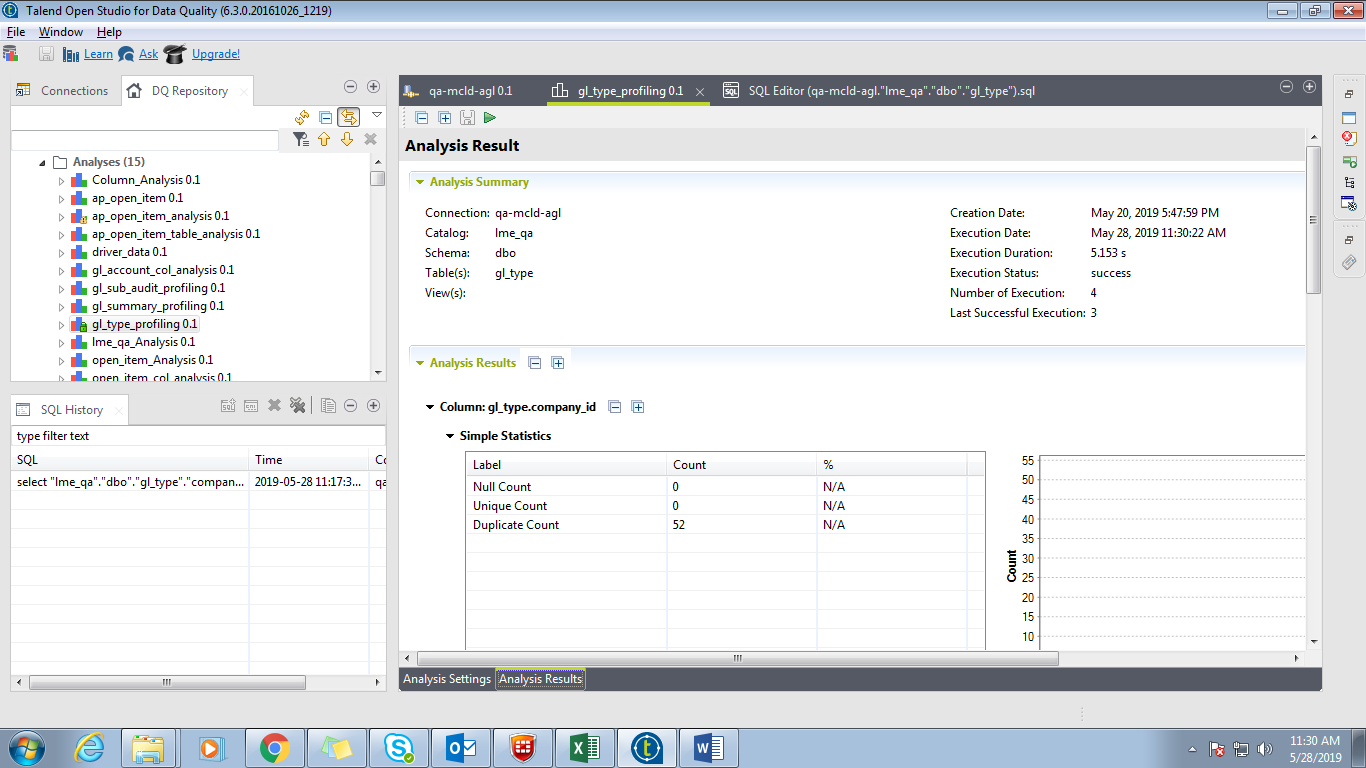 Talend Open Studio for Data Quality (6.3.0.20161026_1219)
File Window Help
Learn Ask Upgrade!
Connections DQ Repository
Analyses (15)
Column_Analysis 0.1
ap_open_item 0.1
ap_open_item_analysis 0.1
ap_open_item_table_analysis 0.1
driver_data 0.1
gl_account_col_analysis 0.1
gl_sub_audit_profiling 0.1
gl_summary_profiling 0.1
gl_type_profiling 0.1
lme_qa_Analysis 0.1
open_item_Analysis 0.1
open_item_col_analysis 0.1
SQL History
type filter text
SQL Time Co
select "lme_qa"."dbo"."gl_type"."compan... 2019-05-28 11:17:3... qa
qa-mcld-agl 0.1 gl_type_profiling 0.1 SQL Editor (qa-mcld-agl."lme_qa"."dbo"."gl_type").sql
Analysis Result
Analysis Summary
Connection: qa-mcld-agl
Catalog: lme_qa
Schema: dbo
Table(s): gl_type
View(s):
Creation Date: May 20, 2019 5:47:59 PM
Execution Date: May 28, 2019 11:30:22 AM
Execution Duration: 5.153 s
Execution Status: success
Number of Execution: 4
Last Successful Execution: 3
Analysis Results
Column: gl_type.company_id
Simple Statistics
Label Count %
Null Count 0 N/A
Unique Count 0 N/A
Duplicate Count 52 N/A
55
50
45
40
35
30
25
20
15
10
Count
Analysis Settings Analysis Results
11:30 AM
5/28/2019